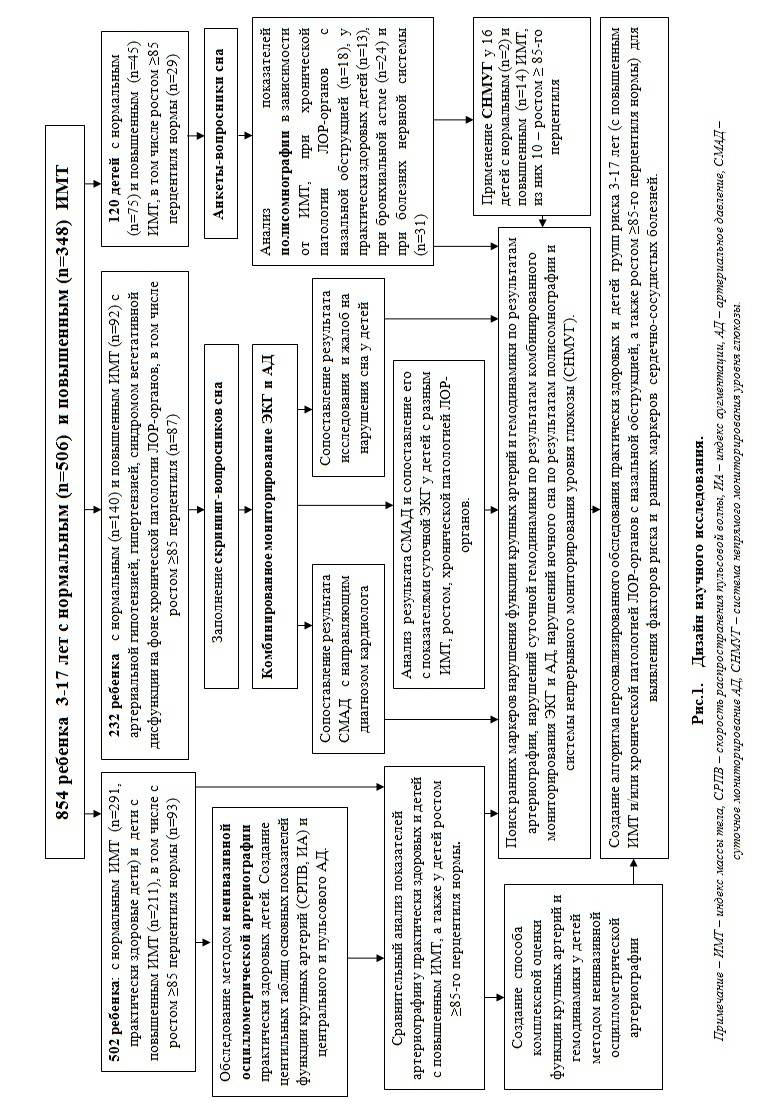 854 ребенка 3-17 лет с нормальным (n=506) и повышенным (n=348) ИМТ
502 ребенка: с нормальным ИМТ (n=291,
практически здоровые дети) и дети с
повышенным ИМТ (n=211), в том числе с
ростом ≥85 перцентиля нормы (n=93)
232 ребенка с нормальным (n=140) и повышенным ИМТ (n=92) с
артериальной гипотензией, гипертензией, синдромом вегетативной
дисфункции на фоне хронической патологии ЛОР-органов, в том числе
ростом ≥85 перцентиля (n=87)
120 детей с нормальным
(n=75) и повышенным (n=45)
ИМТ, в том числе ростом ≥85
перцентиля нормы (n=29)
Обследование методом неинвазивной
осциллометрической артериографии
практически здоровых детей. Создание
центильных таблиц основных показателей
функции крупных артерий (СРПВ, ИА) и
центрального и пульсового АД.
Заполнение скрининг-вопросников сна
Анкеты-вопросники сна
Комбинированное мониторирование ЭКГ и АД
Анализ показателей
полисомнографии в зависимости
от ИМТ, при хронической
патологии ЛОР-органов с
назальной обструкцией (n=18), у
практически здоровых детей (n=13),
при бронхиальной астме (n=24) и
при болезнях нервной системы
(n=31)
Сопоставление результата
СМАД с направляющим
диагнозом кардиолога
Сопоставление результата
исследования и жалоб на
нарушения сна у детей
Сравнительный анализ показателей
артериографии у практически здоровых и детей
с повышенным ИМТ, а также у детей ростом
≥85-го перцентиля нормы.
Анализ результата СМАД и сопоставление его
с показателями суточной ЭКГ у детей с разным
ИМТ, ростом, хронической патологией ЛОР-
органов.
Применение СНМУГ у 16
детей с нормальным (n=2) и
повышенным (n=14) ИМТ,
из них 10 – ростом ≥ 85-го
перцентиля
Создание способа
комплексной оценки
функции крупных артерий и
гемодинамики у детей
методом неинвазивной
осциллометрической
артериографии
Поиск ранних маркеров нарушения функции крупных артерий и гемодинамики по результатам
артериографии, нарушений суточной гемодинамики по результатам комбинированного
мониторирования ЭКГ и АД, нарушений ночного сна по результатам полисомнографии и
системы непрерывного мониторирования уровня глюкозы (СНМУГ).
Создание алгоритма персонализированного обследования практически здоровых и детей групп риска 3-17 лет (с повышенным
ИМТ и/или хронической патологией ЛОР-органов с назальной обструкцией, а также ростом ≥85-го перцентиля нормы) для
выявления факторов риска и ранних маркеров сердечно-сосудистых болезней.
Рис.1. Дизайн научного исследования.
Примечание – ИМТ – индекс массы тела, СРПВ – скорость распространения пульсовой волны, ИА – индекс аугментации, АД – артериальное давление, СМАД –
суточное мониторирование АД, СНМУГ – система непрямого мониторирования уровня глюкозы.